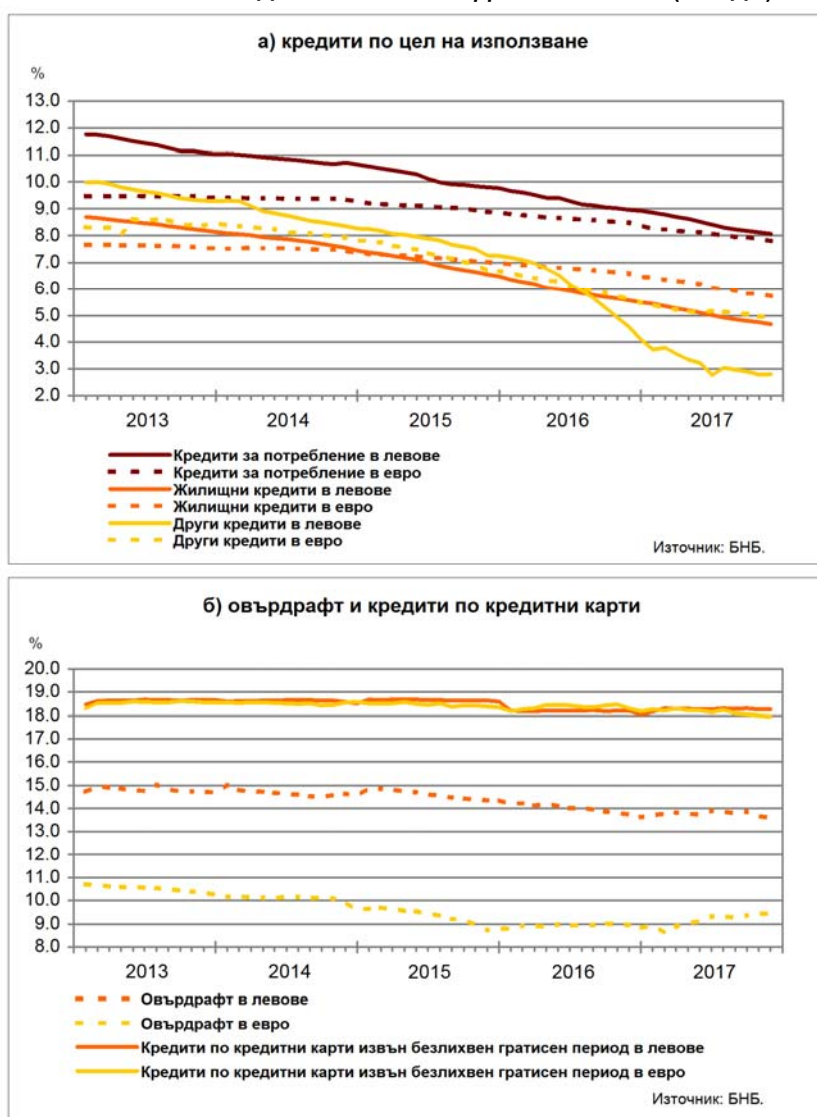 а) кредити по цел на използване
%
13.0
12.0
11.0
10.0
9.0
8.0
7.0
6.0
5.0
4.0
3.0
2.0
2013 2014 2015 2016 2017
Кредити за потребление в левове
Кредити за потребление в евро
Жилищни кредити в левове
Жилищни кредити в евро
Други кредити в левове
Други кредити в евро
Източник: БНБ.
б) овърдрафт и кредити по кредитни карти
%
20.0
19.0
18.0
17.0
16.0
15.0
14.0
13.0
12.0
11.0
10.0
9.0
8.0
2013 2014 2015 2016 2017
Овърдрафт в левове
Овърдрафт в евро
Кредити по кредитни карти извън безлихвен гратисен период в левове
Кредити по кредитни карти извън безлихвен гратисен период в евро
Източник: БНБ.